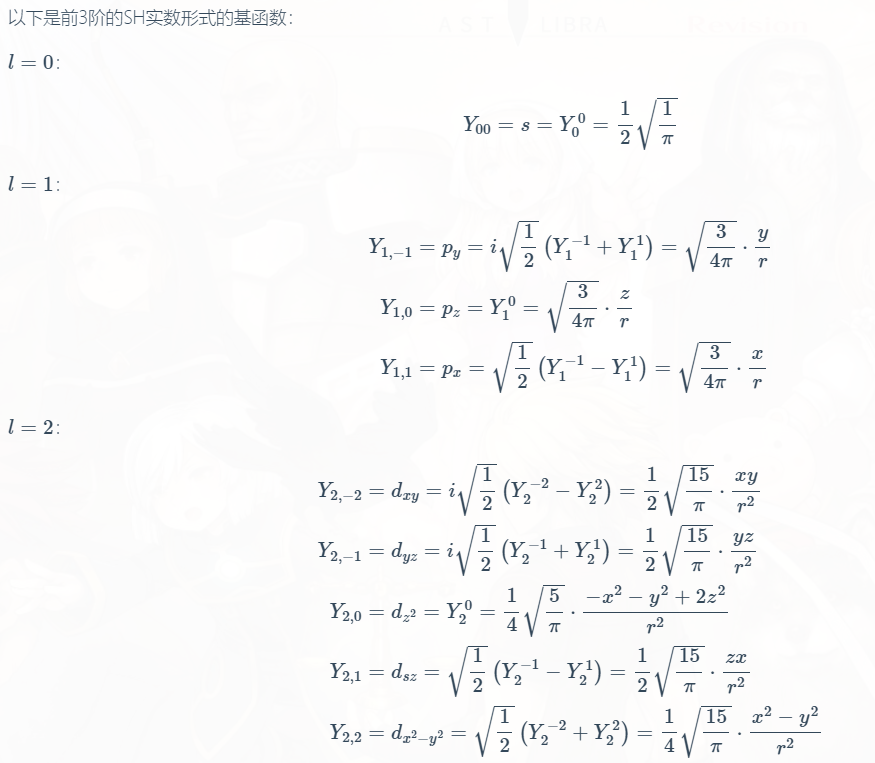 以下是前3阶的SH实数形式的基函数：
l = 0:
Y_{00} = s = Y_0^0 = \frac{1}{2}\sqrt{\frac{1}{\pi}}
l = 1:
Y_{1,-1} = p_y = i\sqrt{\frac{1}{2}}\left(Y_1^{-1} + Y_1^1\right) = \sqrt{\frac{3}{4\pi}} \cdot \frac{y}{r}
Y_{1,0} = p_z = Y_1^0 = \sqrt{\frac{3}{4\pi}} \cdot \frac{z}{r}
Y_{1,1} = p_x = \sqrt{\frac{1}{2}}\left(Y_1^{-1} - Y_1^1\right) = \sqrt{\frac{3}{4\pi}} \cdot \frac{x}{r}
l = 2:
Y_{2,-2} = d_{xy} = i\sqrt{\frac{1}{2}}\left(Y_2^{-2} - Y_2^2\right) = \frac{1}{2}\sqrt{\frac{15}{\pi}} \cdot \frac{xy}{r^2}
Y_{2,-1} = d_{yz} = i\sqrt{\frac{1}{2}}\left(Y_2^{-1} + Y_2^1\right) = \frac{1}{2}\sqrt{\frac{15}{\pi}} \cdot \frac{yz}{r^2}
Y_{2,0} = d_{z^2} = Y_2^0 = \frac{1}{4}\sqrt{\frac{5}{\pi}} \cdot \frac{-x^2 - y^2 + 2z^2}{r^2}
Y_{2,1} = d_{sz} = \sqrt{\frac{1}{2}}\left(Y_2^{-1} - Y_2^1\right) = \frac{1}{2}\sqrt{\frac{15}{\pi}} \cdot \frac{zx}{r^2}
Y_{2,2} = d_{x^2-y^2} = \sqrt{\frac{1}{2}}\left(Y_2^{-2} + Y_2^2\right) = \frac{1}{4}\sqrt{\frac{15}{\pi}} \cdot \frac{x^2 - y^2}{r^2}